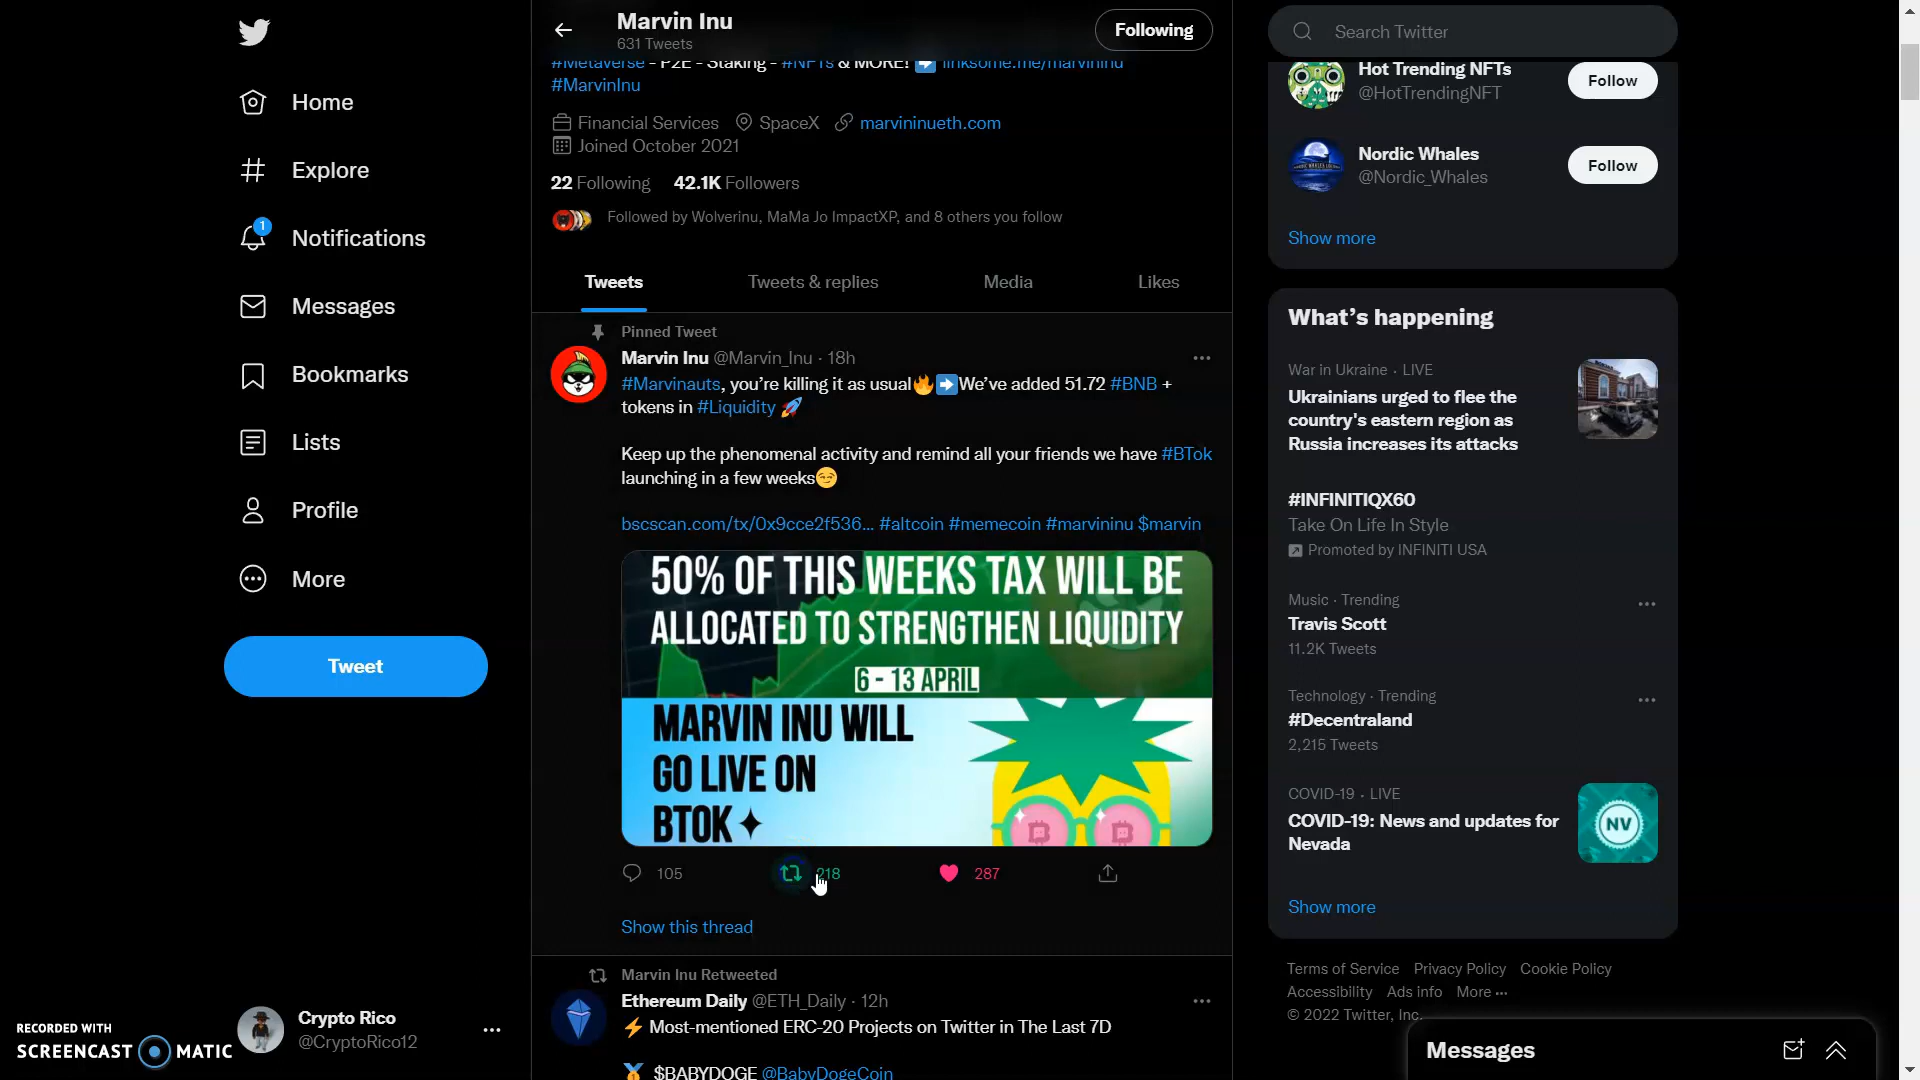 Home
Explore
1
Notifications
Messages
Bookmarks
Lists
Profile
More
Tweet
Crypto Rico
@CryptoRico12
RECORDED WITH
SCREENCAST MATIC
Marvin Inu
631 Tweets
Following
#Metaverse - P2E - Staking - #NFTs & MORE! ➡ linksome.me/marvininu
#MarvinInu
Financial Services SpaceX marvininueth.com
Joined October 2021
22 Following 42.1K Followers
Followed by Wolverinu, MaMa Jo ImpactXP, and 8 others you follow
Tweets Tweets & replies Media Likes
Pinned Tweet
Marvin Inu @Marvin_Inu · 18h
#Marvinauts, you’re killing it as usual🔥➡We’ve added 51.72 #BNB +
tokens in #Liquidity 🚀
Keep up the phenomenal activity and remind all your friends we have #BTok
launching in a few weeks😏
bscscan.com/tx/0x9cce2f536... #altcoin #memecoin #marvininu $marvin
50% OF THIS WEEKS TAX WILL BE
ALLOCATED TO STRENGTHEN LIQUIDITY
6 - 13 APRIL
MARVIN INU WILL
GO LIVE ON
BTOK
105 218 287
Show this thread
Marvin Inu Retweeted
Ethereum Daily @ETH_Daily · 12h
⚡ Most-mentioned ERC-20 Projects on Twitter in The Last 7D
🥇 $BABYDOGE @BabyDogeCoin
Search Twitter
Hot Trending NFTs
@HotTrendingNFT
Follow
Nordic Whales
@Nordic_Whales
Follow
Show more
What’s happening
War in Ukraine · LIVE
Ukrainians urged to flee the
country's eastern region as
Russia increases its attacks
#INFINITIQX60
Take On Life In Style
Promoted by INFINITI USA
Music · Trending
Travis Scott
11.2K Tweets
Technology · Trending
#Decentraland
2,215 Tweets
COVID-19 · LIVE
COVID-19: News and updates for
Nevada
NV
Show more
Terms of Service Privacy Policy Cookie Policy
Accessibility Ads info More ···
© 2022 Twitter, Inc.
Messages